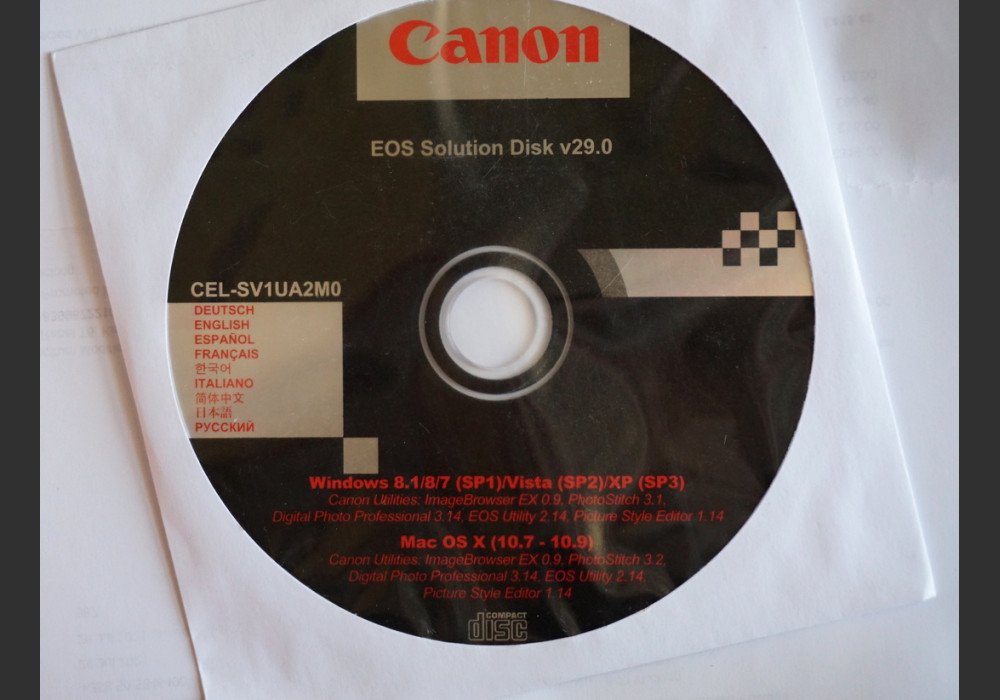 Canon
EOS Solution Disk v29.0
CEL-SV1UA2M0
DEUTSCH
ENGLISH
ESPAÑOL
FRANÇAIS
한국어
ITALIANO
简体中文
日本語
РУССКИЙ
Windows 8.1/8/7 (SP1)/Vista (SP2)/XP (SP3)
Canon Utilities: ImageBrowser EX 0.9, PhotoStitch 3.1,
Digital Photo Professional 3.14, EOS Utility 2.14, Picture Style Editor 1.14
Mac OS X (10.7 - 10.9)
Canon Utilities: ImageBrowser EX 0.9, PhotoStitch 3.2,
Digital Photo Professional 3.14, EOS Utility 2.14,
Picture Style Editor 1.14
COMPACT
disc